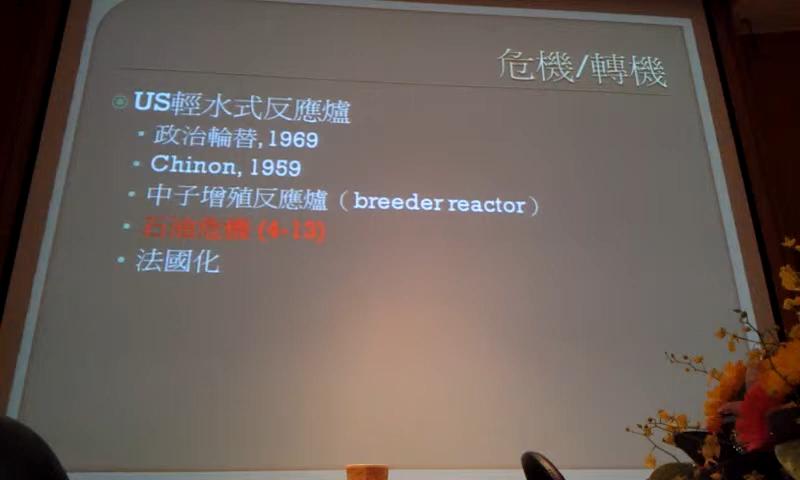 危機/轉機
US輕水式反應爐
政治輪替, 1969
Chinon, 1959
中子增殖反應爐（breeder reactor）
石油危機 (4-13)
法國化